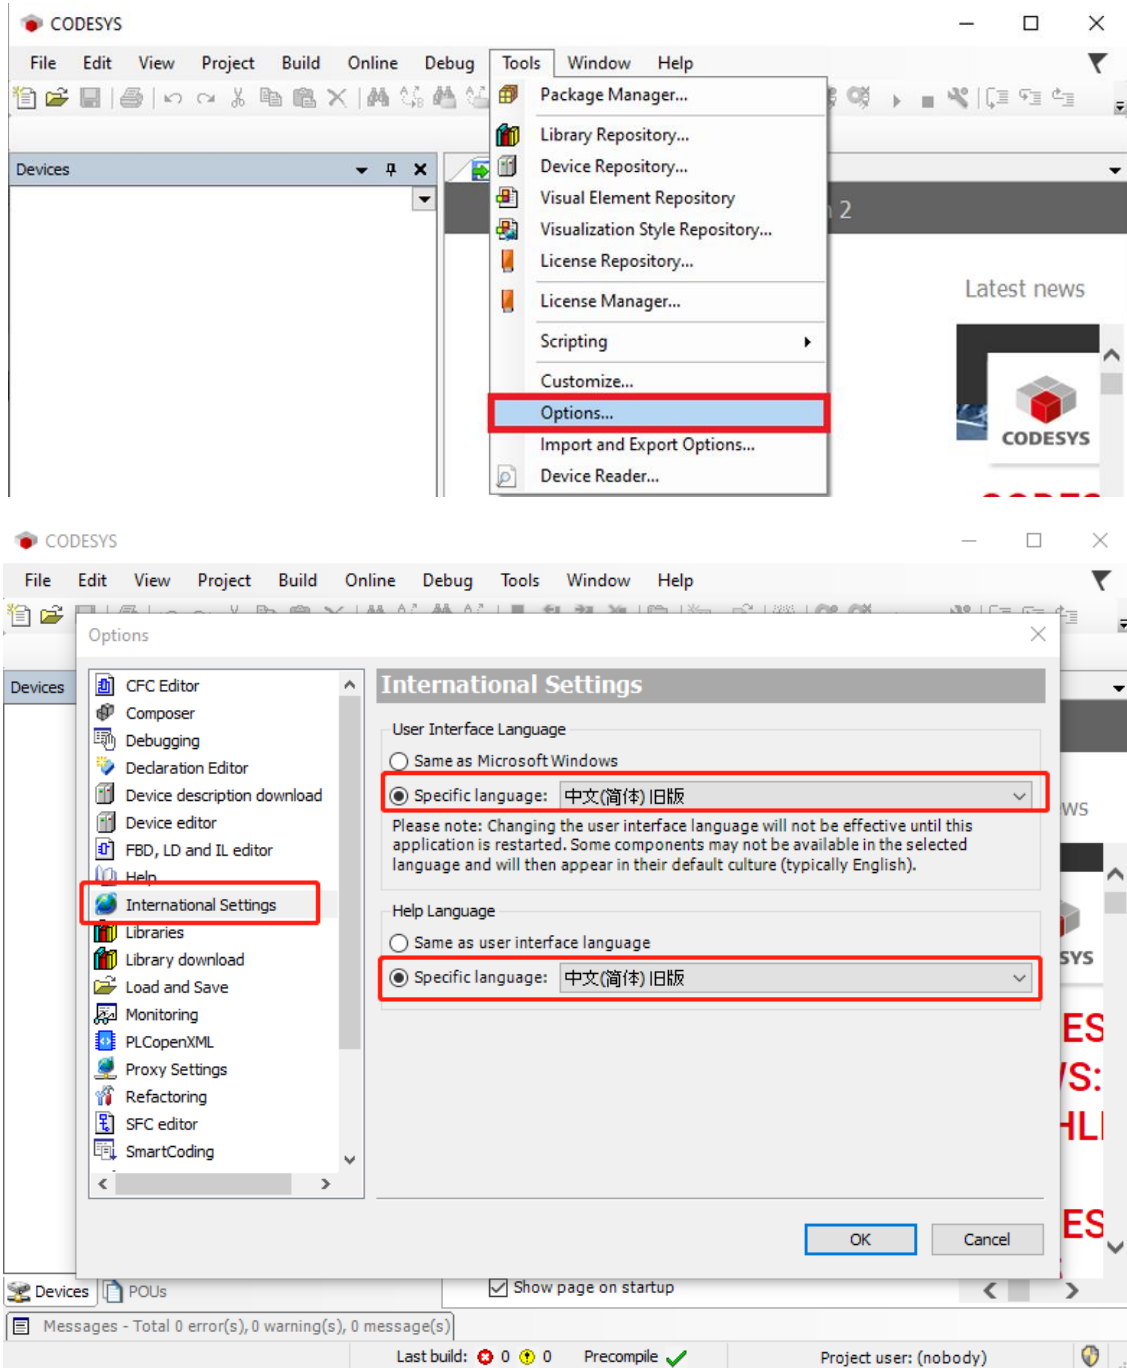 CODESYS
File Edit View Project Build Online Debug Tools Window Help
Package Manager...
Library Repository...
Device Repository...
Visual Element Repository
Visualization Style Repository...
License Repository...
License Manager...
Scripting
Customize...
Options...
Import and Export Options...
Device Reader...
Devices
2
Latest news
CODESYS
CODESYS
File Edit View Project Build Online Debug Tools Window Help
Options
Devices
CFC Editor
Composer
Debugging
Declaration Editor
Device description download
Device editor
FBD, LD and IL editor
Help
International Settings
Libraries
Library download
Load and Save
Monitoring
PLCopenXML
Proxy Settings
Refactoring
SFC editor
SmartCoding
International Settings
User Interface Language
Same as Microsoft Windows
Specific language: 中文(简体)旧版
Please note: Changing the user interface language will not be effective until this
application is restarted. Some components may not be available in the selected
language and will then appear in their default culture (typically English).
Help Language
Same as user interface language
Specific language: 中文(简体)旧版
OK Cancel
ws
SYS
ES
S:
HL
ES
Devices POUs
Show page on startup
Messages - Total 0 error(s), 0 warning(s), 0 message(s)
Last build: 0 0 Precompile Project user: (nobody)